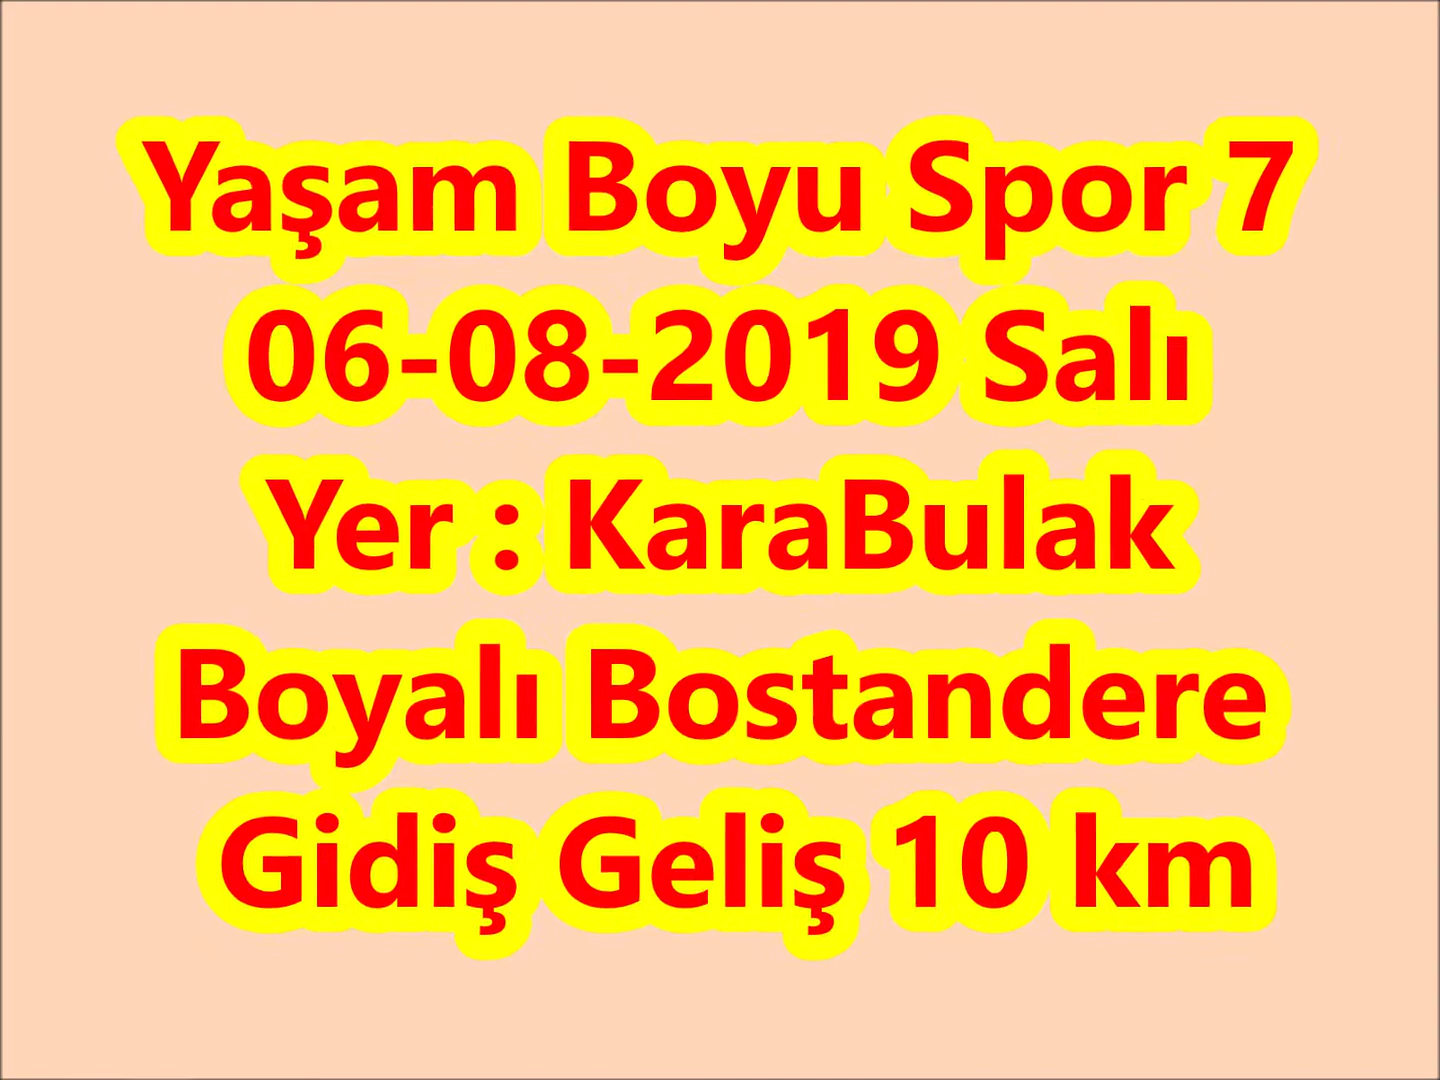 Yaşam Boyu Spor 7
06-08-2019 Salı
Yer : KaraBulak
Boyalı Bostandere
Gidiş Geliş 10 km